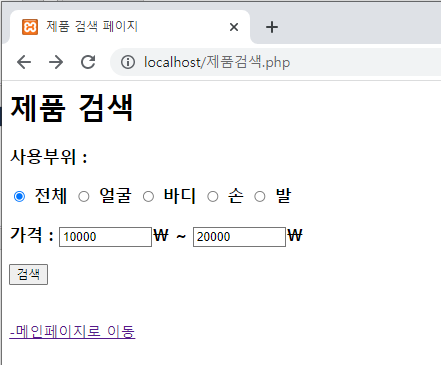 제품 검색 페이지
localhost/제품검색.php
제품 검색
사용부위 :
전체 얼굴 바디 손 발
가격 : 10000 ₩ ~ 20000 ₩
검색
-메인페이지로 이동